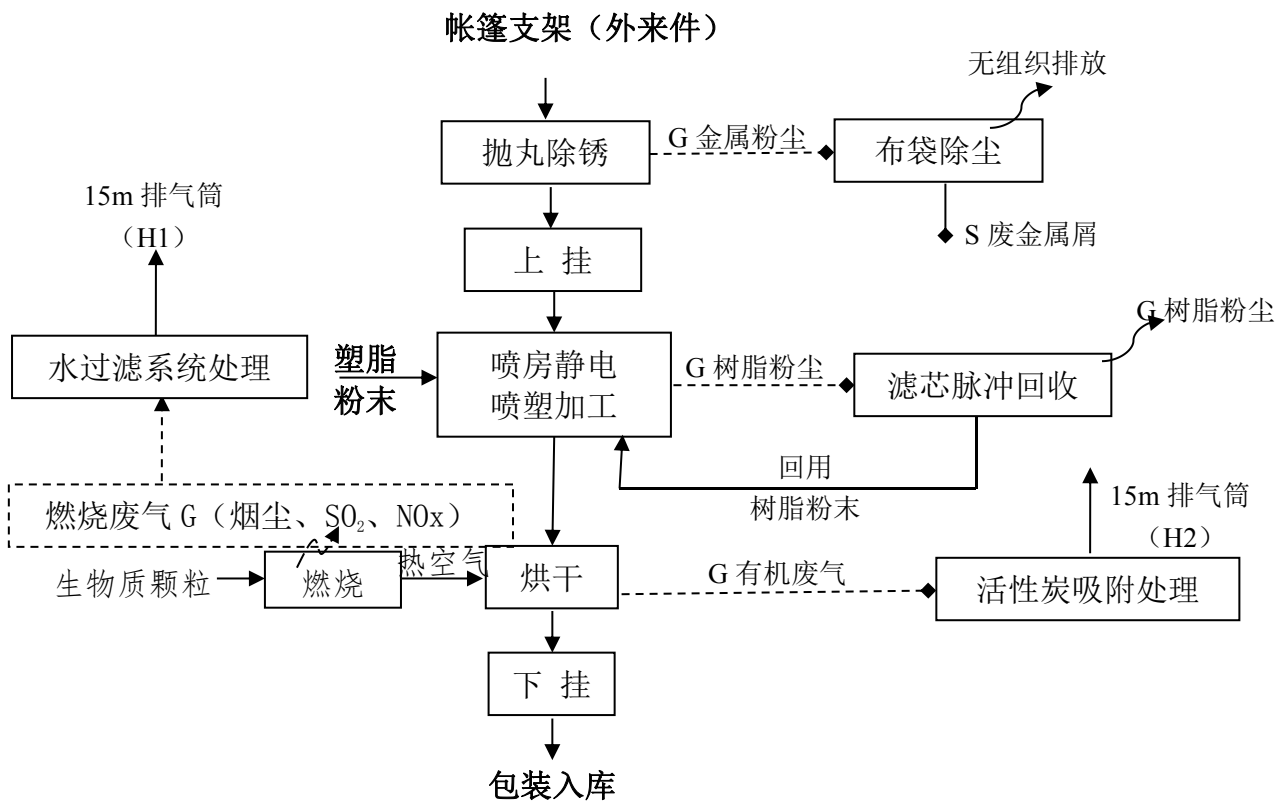 帐篷支架（外来件）
无组织排放
抛丸除锈
G 金属粉尘
布袋除尘
15m 排气筒
（H1）
S 废金属屑
上 挂
G 树脂粉尘
水过滤系统处理
塑脂
粉末
喷房静电
喷塑加工
G 树脂粉尘
滤芯脉冲回收
回用
树脂粉末
15m 排气筒
（H2）
燃烧废气 G（烟尘、SO₂、NOx）
生物质颗粒
燃烧
热空气
烘干
G 有机废气
活性炭吸附处理
下 挂
包装入库